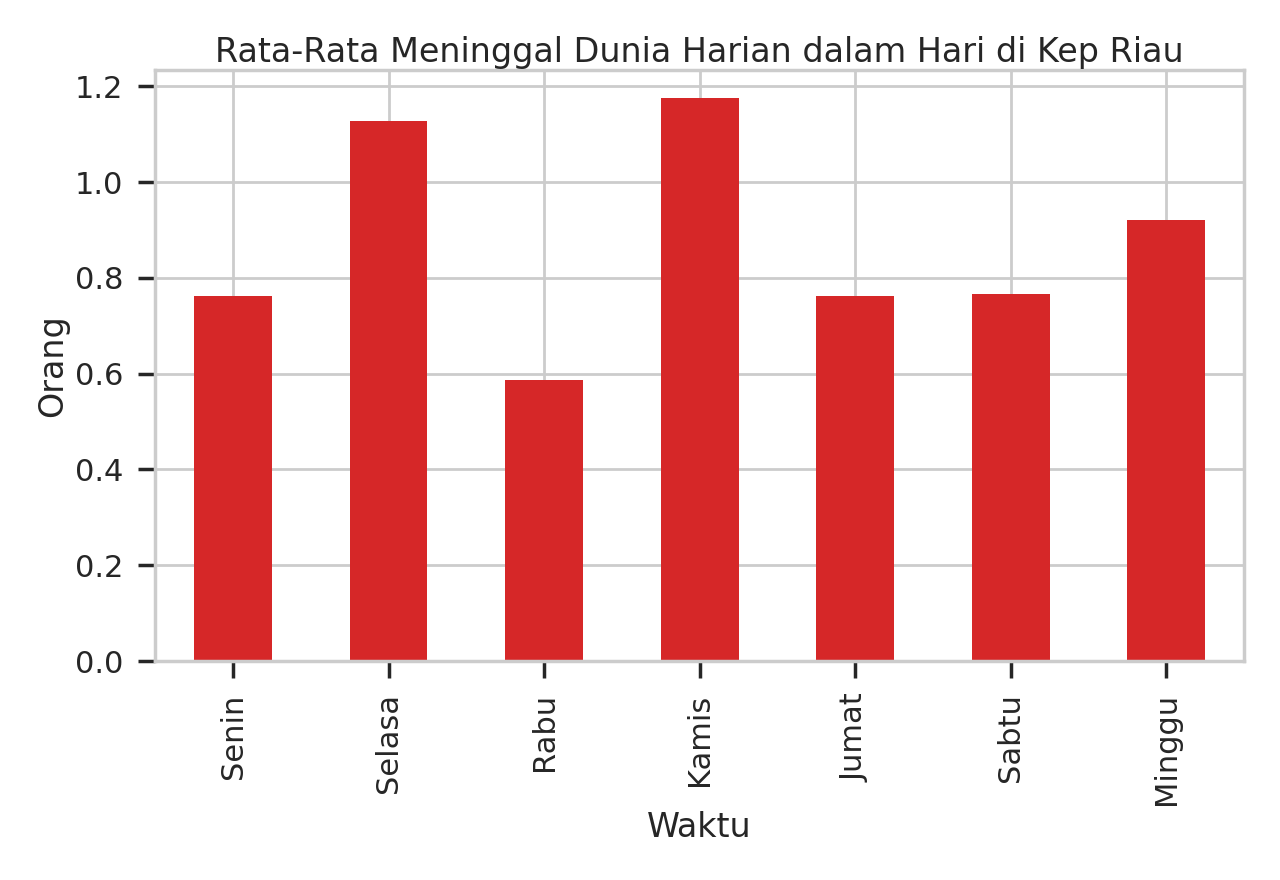 Rata-Rata Meninggal Dunia Harian dalam Hari di Kep Riau
1.2
1.0
0.8
0.6
0.4
0.2
0.0
Orang
Senin
Selasa
Rabu
Kamis
Jumat
Sabtu
Minggu
Waktu